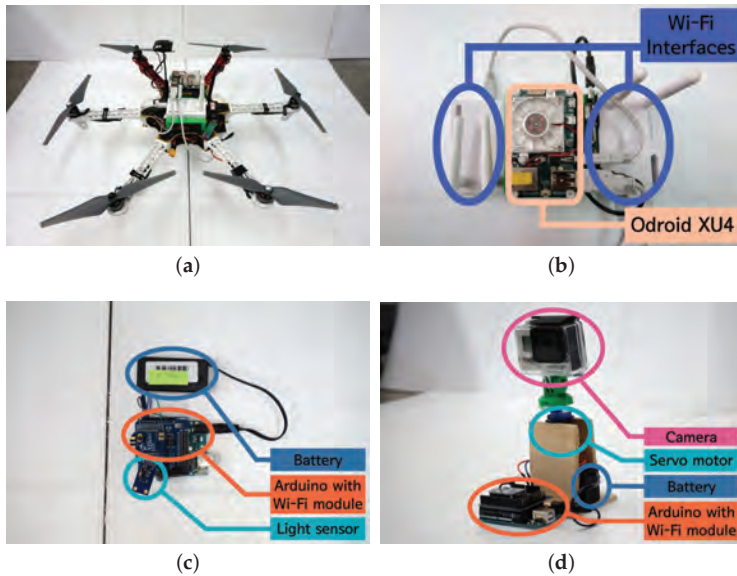 (a)
Wi-Fi
Interfaces
Odroid XU4
(b)
Battery
Arduino with
Wi-Fi module
Light sensor
(c)
Camera
Servo motor
Battery
Arduino with
Wi-Fi module
(d)